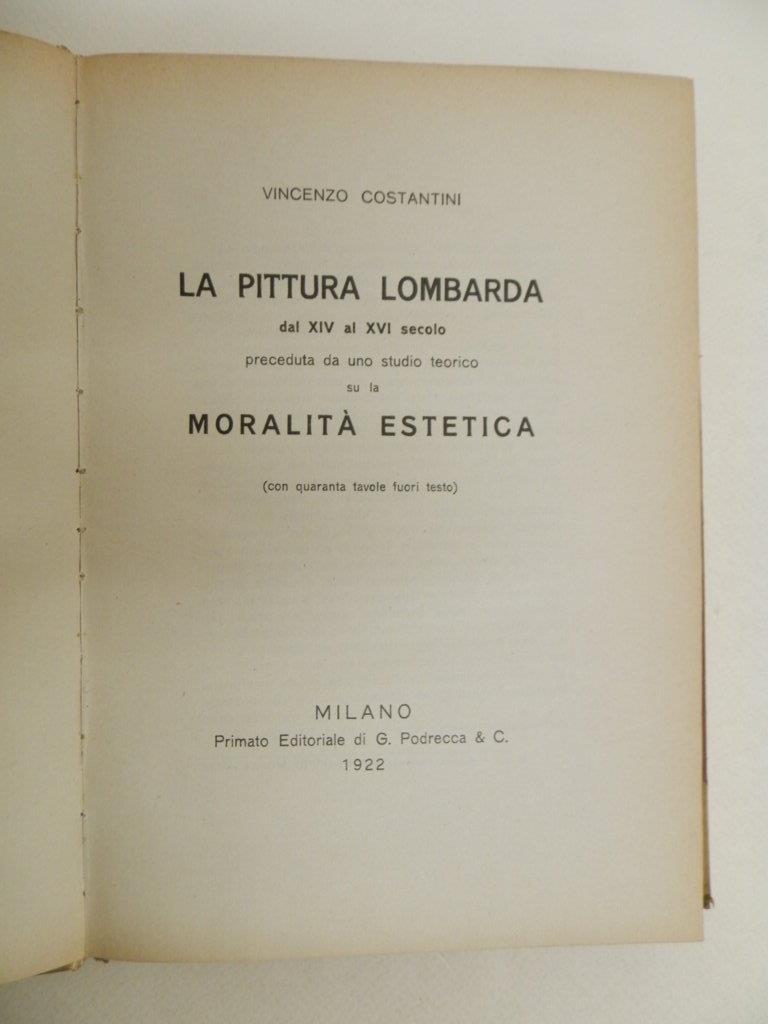 VINCENZO COSTANTINI
LA PITTURA LOMBARDA
dal XIV al XVI secolo
preceduta da uno studio teorico
su la
MORALITÀ ESTETICA
(con quaranta tavole fuori testo)
MILANO
Primato Editoriale di G. Podrecca & C.
1922